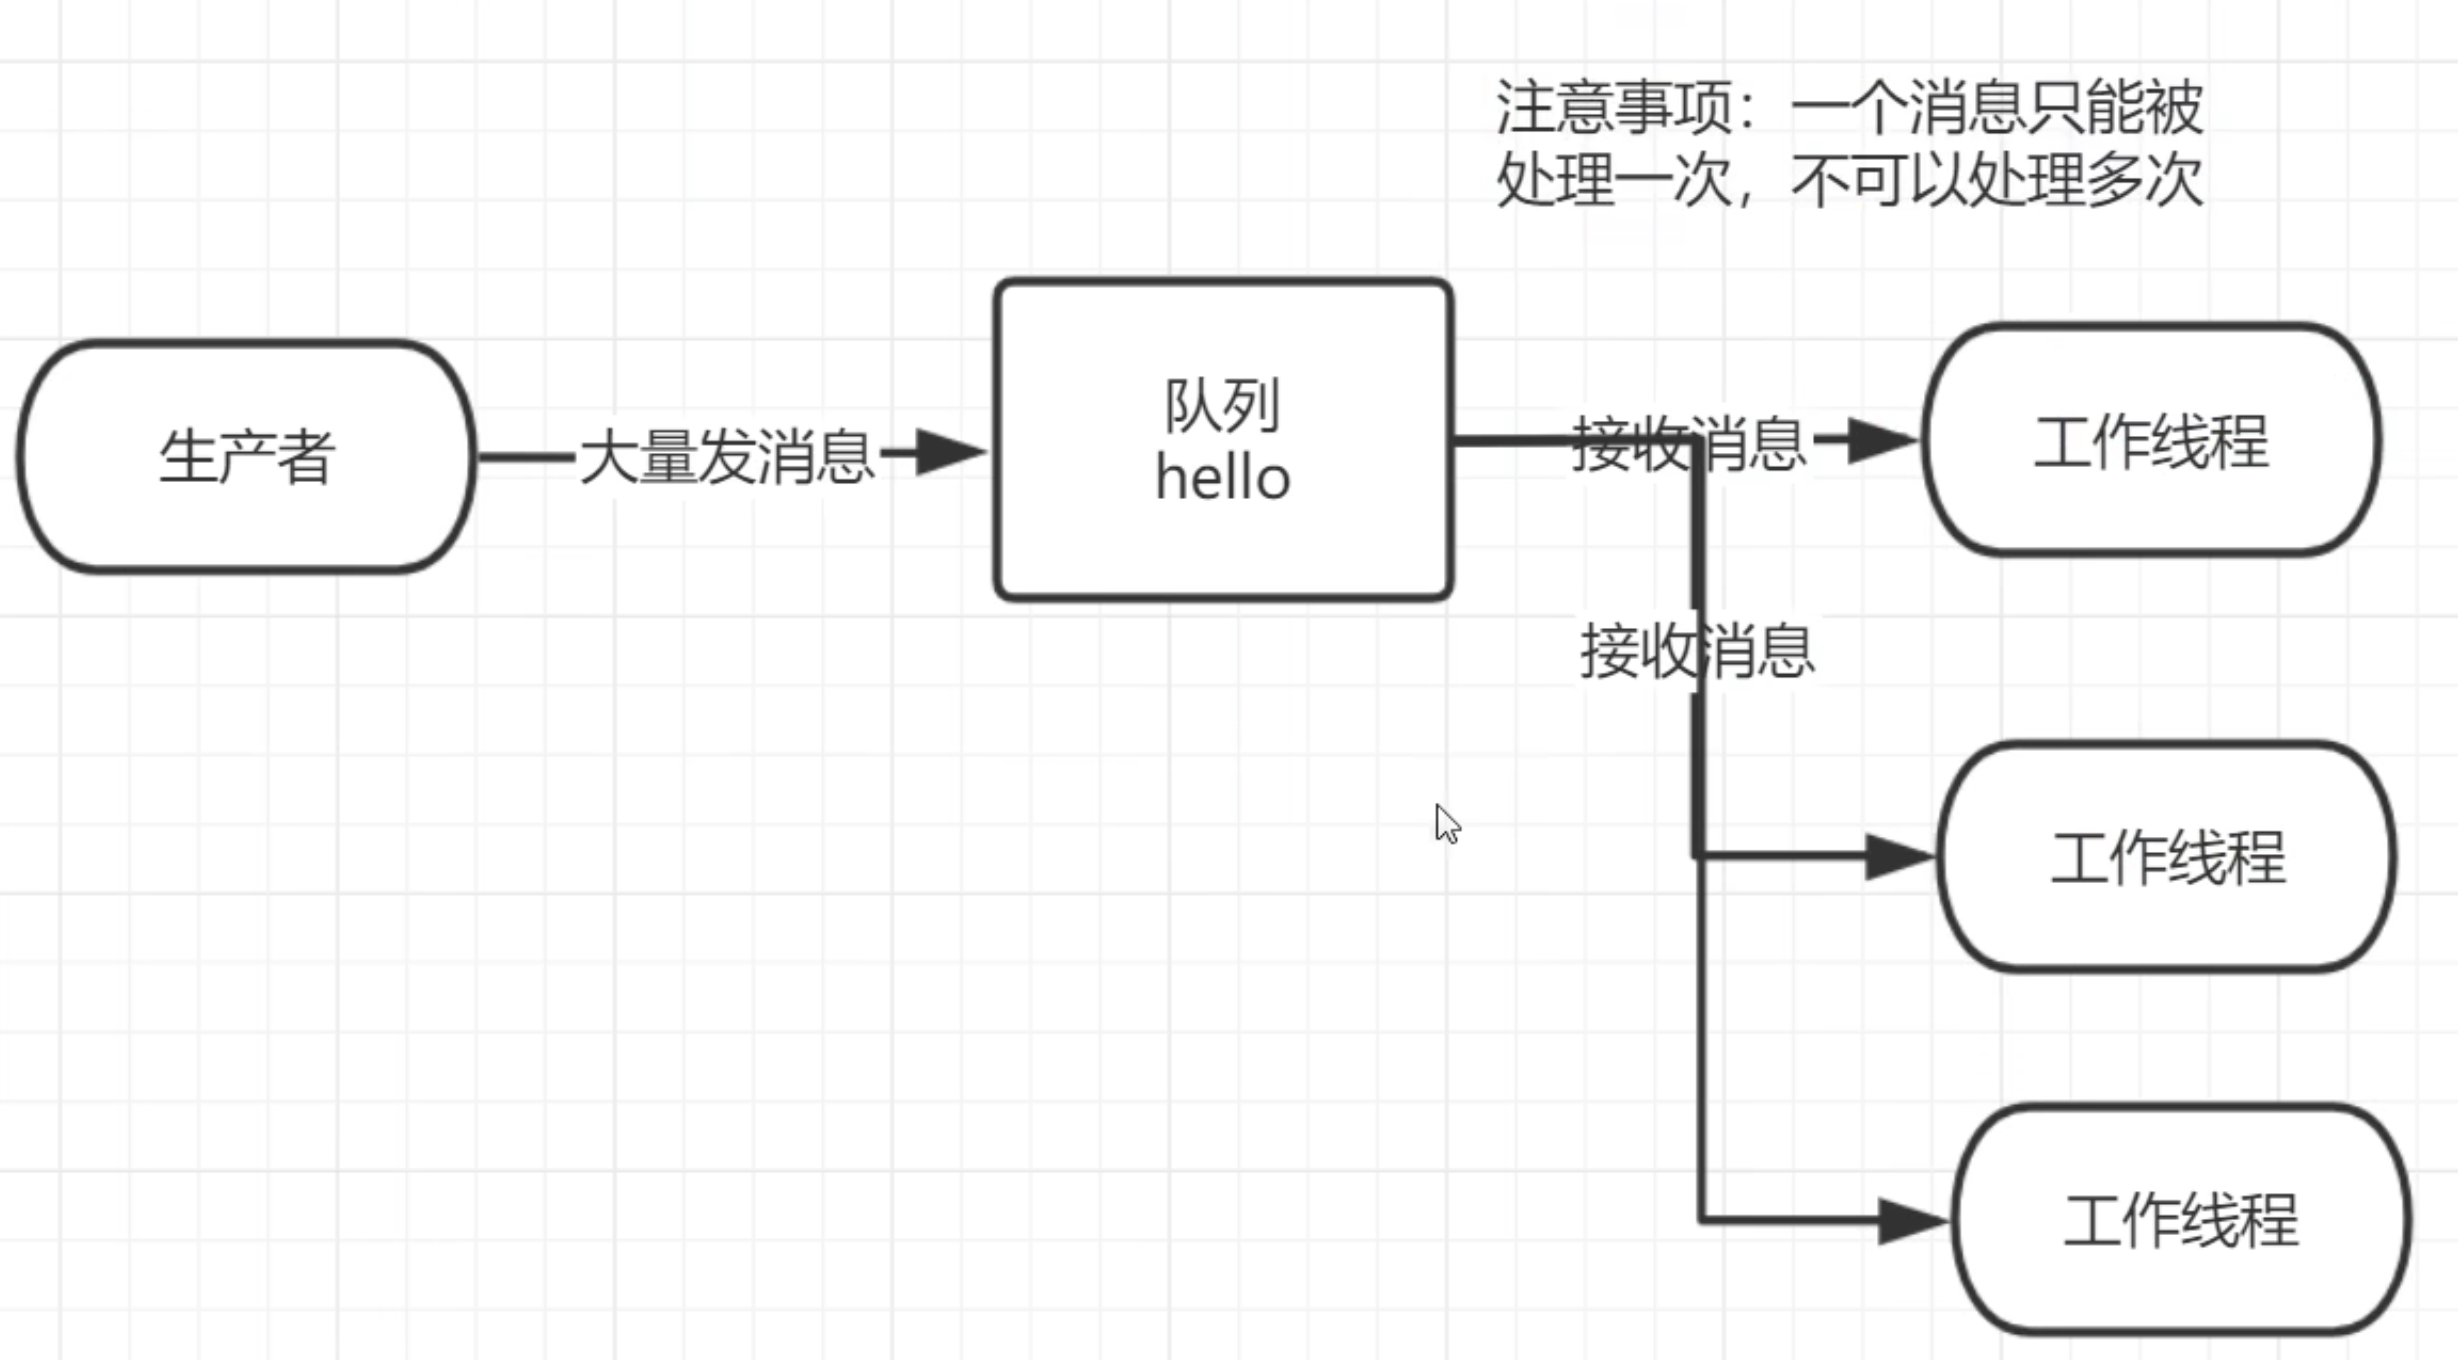 注意事项：一个消息只能被
处理一次，不可以处理多次
生产者
大量发消息
队列
hello
接收消息
工作线程
接收消息
工作线程
工作线程